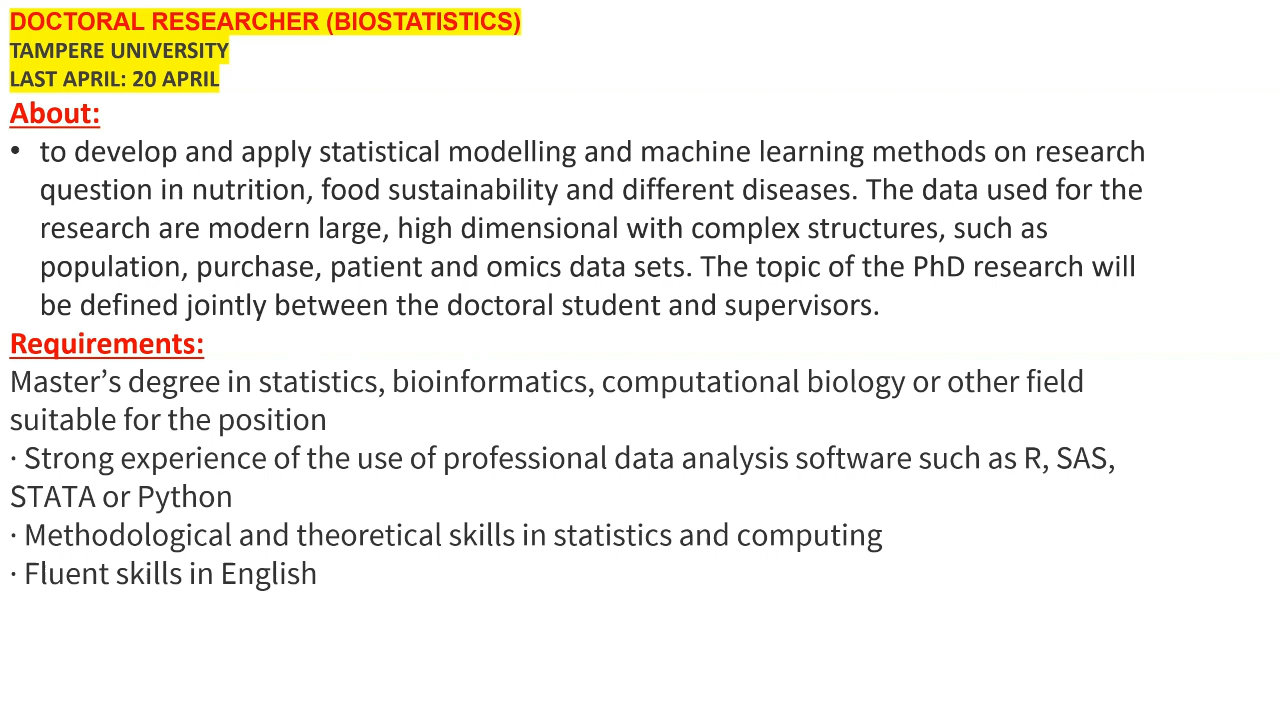 DOCTORAL RESEARCHER (BIOSTATISTICS)
TAMPERE UNIVERSITY
LAST APRIL: 20 APRIL
About:
• to develop and apply statistical modelling and machine learning methods on research
question in nutrition, food sustainability and different diseases. The data used for the
research are modern large, high dimensional with complex structures, such as
population, purchase, patient and omics data sets. The topic of the PhD research will
be defined jointly between the doctoral student and supervisors.
Requirements:
Master’s degree in statistics, bioinformatics, computational biology or other field
suitable for the position
· Strong experience of the use of professional data analysis software such as R, SAS,
STATA or Python
· Methodological and theoretical skills in statistics and computing
· Fluent skills in English